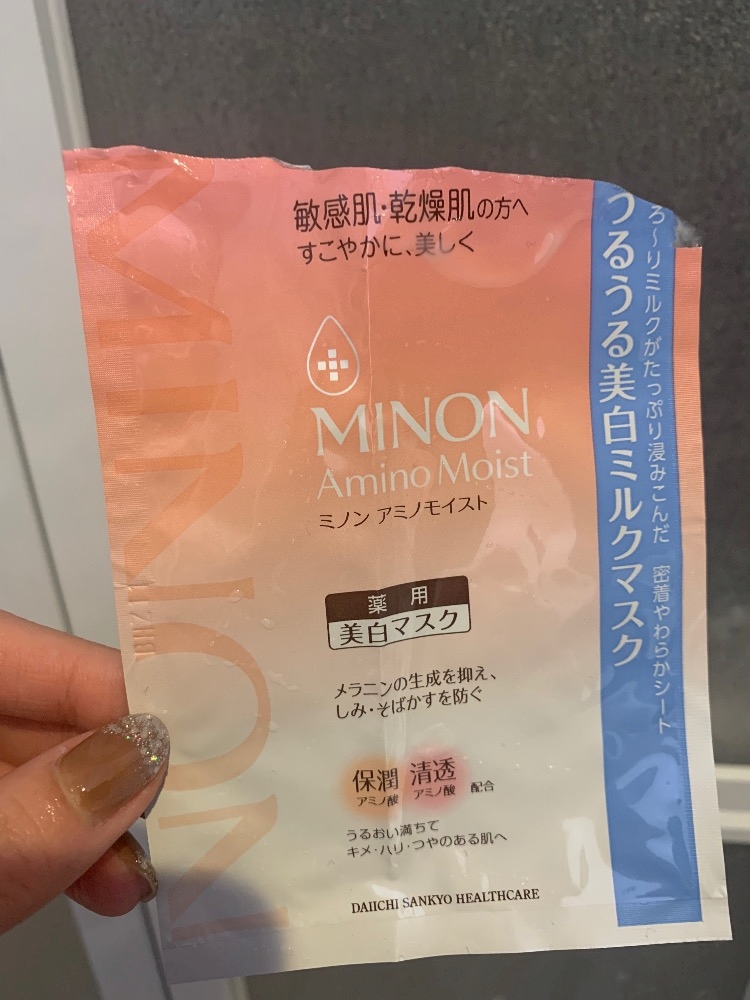 敏感肌・乾燥肌の方へ
すこやかに、美しく
MINON
Amino Moist
ミノン アミノモイスト
薬用
美白マスク
メラニンの生成を抑え、
しみ・そばかすを防ぐ
保潤 清透
アミノ酸 アミノ酸 配合
うるおい満ちて
キメ・ハリ・つやのある肌へ
DAIICHI SANKYO HEALTHCARE
ろ～りミルクがたっぷり浸みこんだ 密着やわらかシート
うるうる美白ミルクマスク
MINON